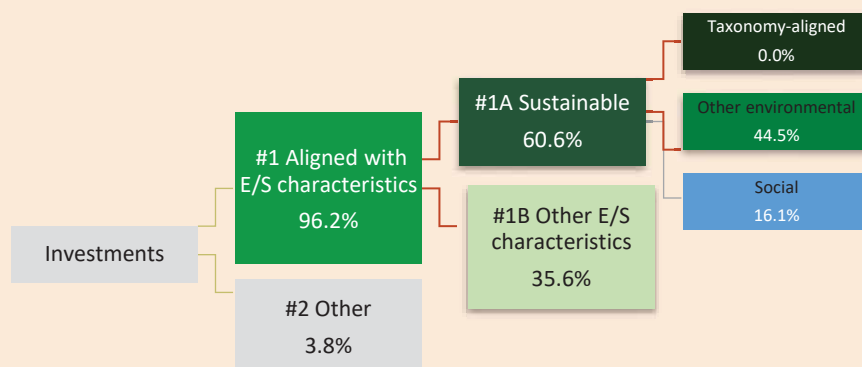 Investments
#1 Aligned with
E/S characteristics
96.2%
#2 Other
3.8%
#1A Sustainable
60.6%
#1B Other E/S
characteristics
35.6%
Taxonomy-aligned
0.0%
Other environmental
44.5%
Social
16.1%